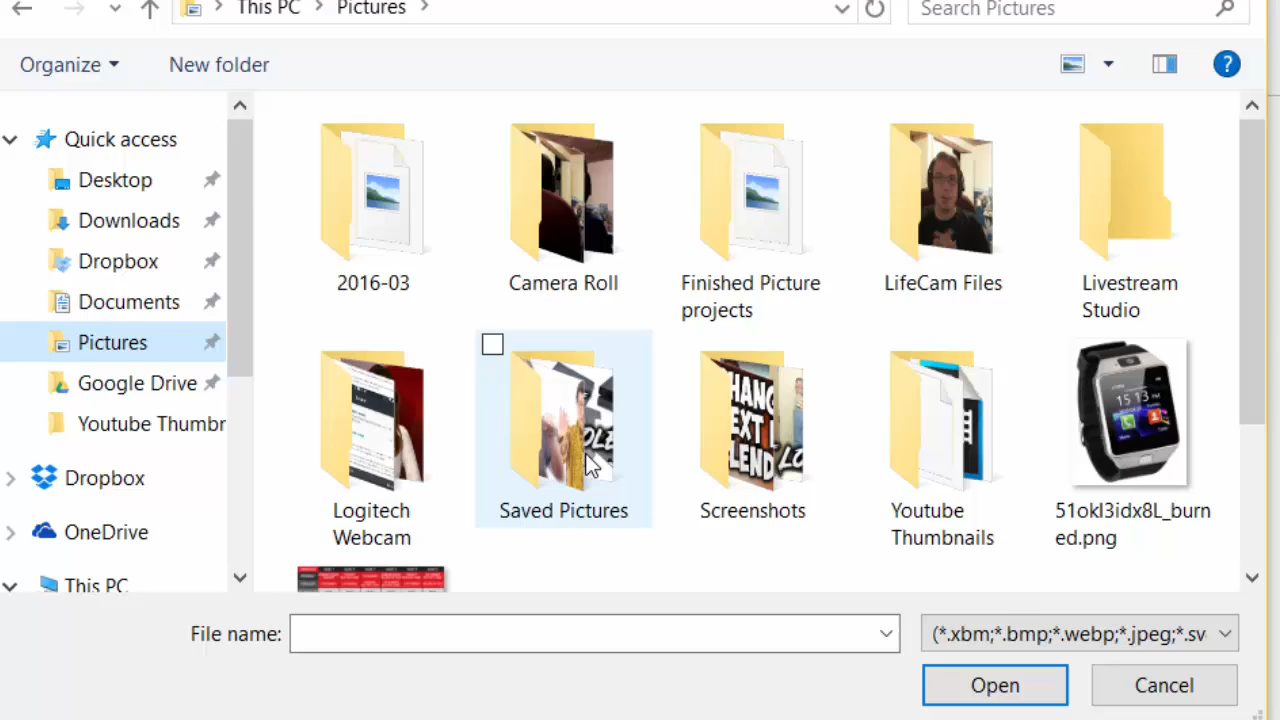 This PC > Pictures >
Search Pictures
Organize
New folder
?
Quick access
Desktop
Downloads
Dropbox
Documents
Pictures
Google Drive
Youtube Thumbr
Dropbox
OneDrive
This PC
2016-03
Camera Roll
Finished Picture
projects
LifeCam Files
Livestream
Studio
Logitech
Webcam
Saved Pictures
Screenshots
Youtube
Thumbnails
15 13
51okl3idx8L_burn
ed.png
File name:
(*.xbm;*.bmp;*.webp;*.jpeg;*.sv
Open
Cancel